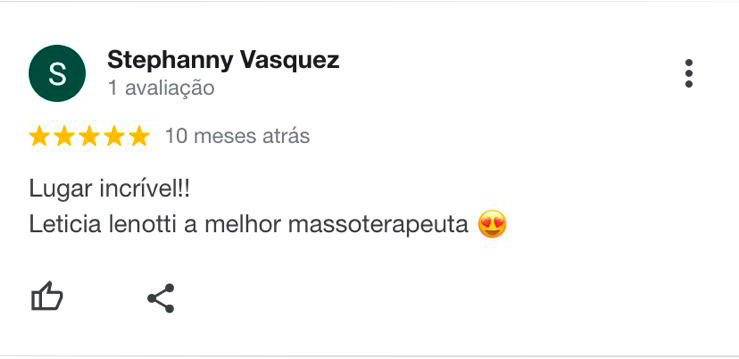 S
Stephanny Vasquez
1 avaliação
10 meses atrás
Lugar incrível!!
Leticia lenotti a melhor massoterapeuta 😍